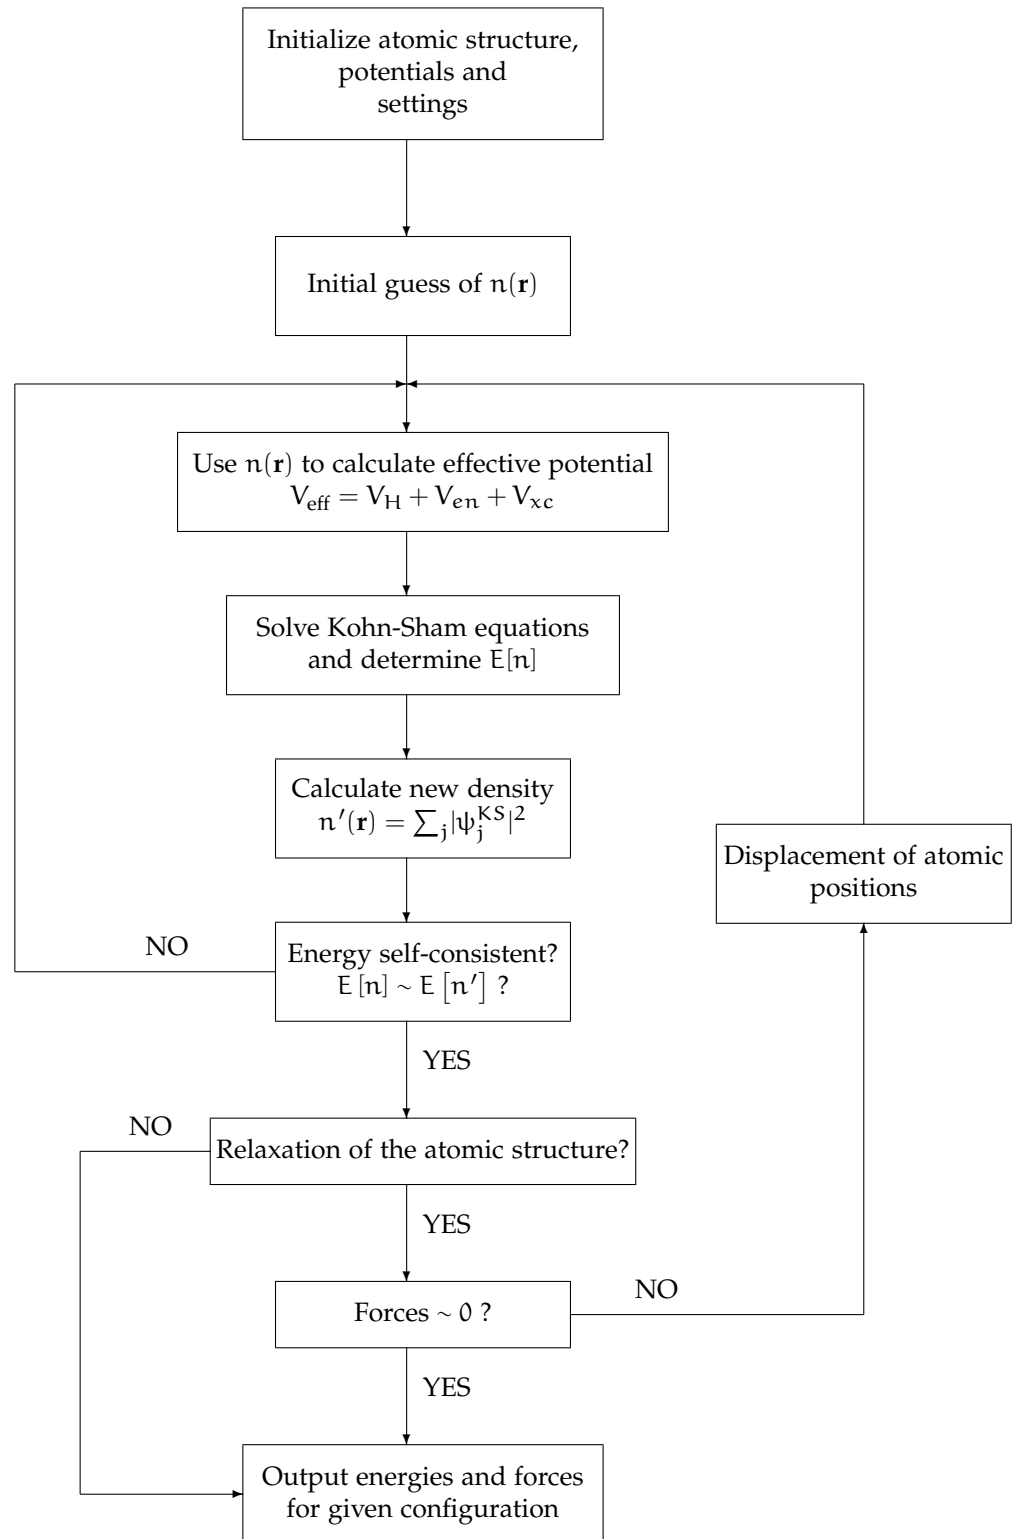 Initialize atomic structure,
potentials and
settings
Initial guess of n(r)
Use n(r) to calculate effective potential
V_eff = V_H + V_en + V_xc
Solve Kohn-Sham equations
and determine E[n]
Calculate new density
n′(r) = ∑_j |ψ_j^KS|²
Displacement of atomic
positions
NO
Energy self-consistent?
E [n] ∼ E [n′] ?
YES
NO
Relaxation of the atomic structure?
YES
NO
Forces ∼ 0 ?
YES
Output energies and forces
for given configuration